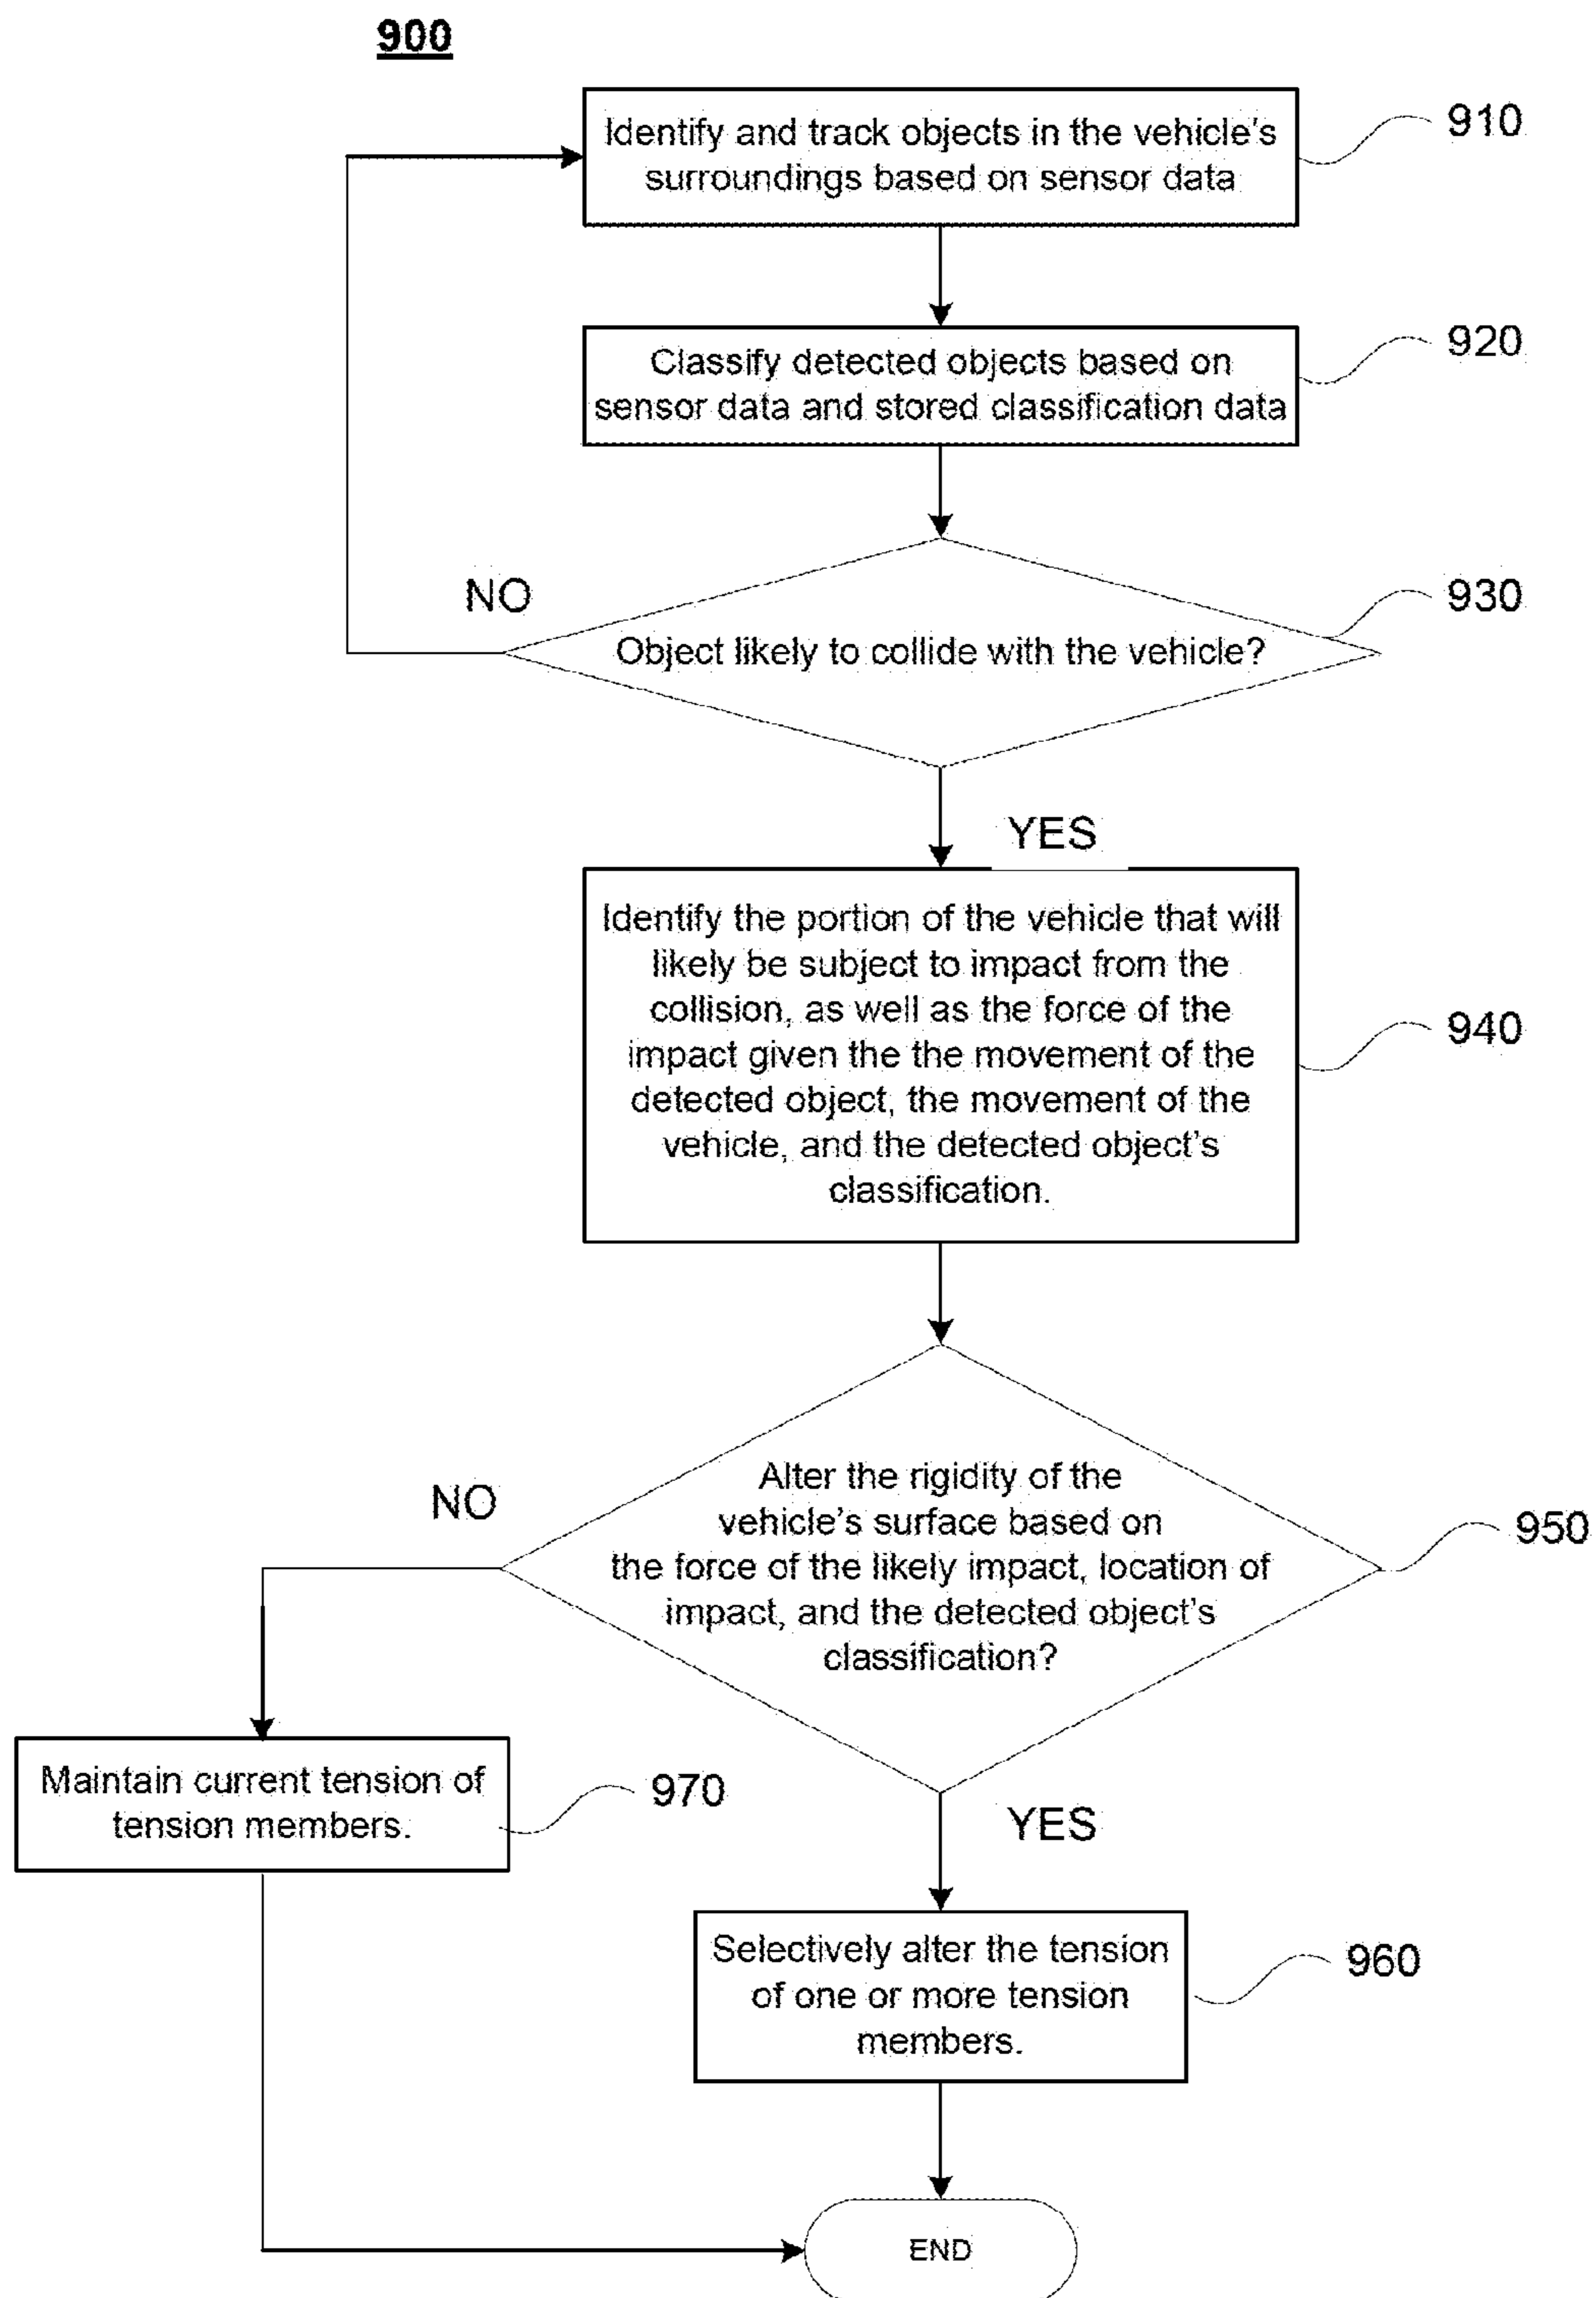 900
Identify and track objects in the vehicle's
surroundings based on sensor data
910
Classify detected objects based on
sensor data and stored classification data
920
NO
Object likely to collide with the vehicle?
930
YES
Identify the portion of the vehicle that will
likely be subject to impact from the
collision, as well as the force of the
impact given the the movement of the
detected object, the movement of the
vehicle, and the detected object's
classification.
940
NO
Alter the rigidity of the
vehicle's surface based on
the force of the likely impact, location of
impact, and the detected object's
classification?
950
Maintain current tension of
tension members.
970
YES
Selectively alter the tension
of one or more tension
members.
960
END